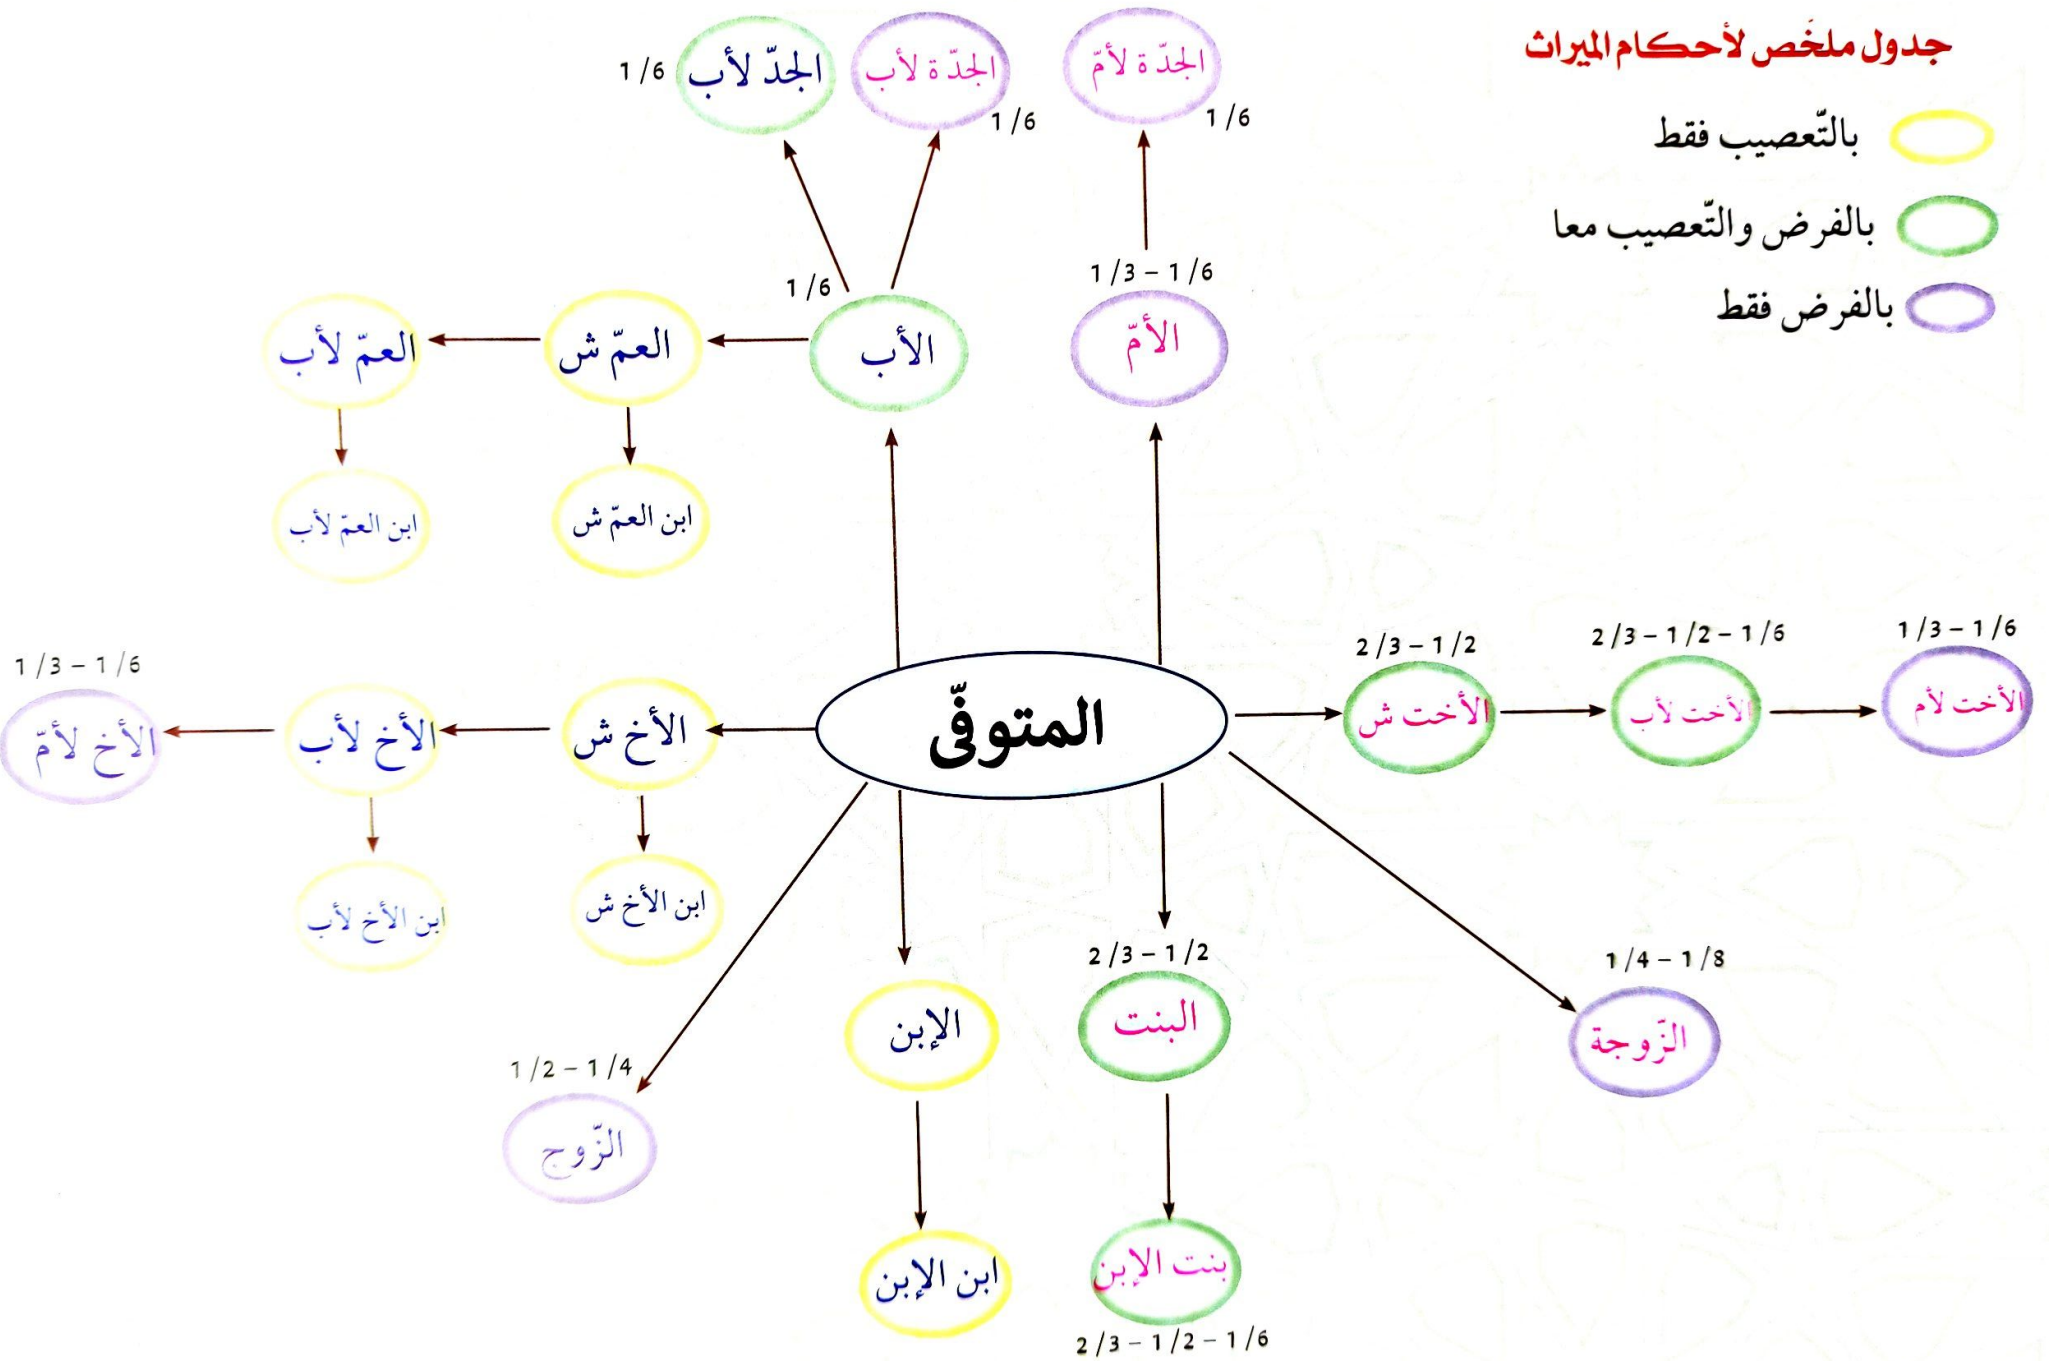 جدول ملخَص لأحكام الميراث
بالتّعصيب فقط
بالفرض والتّعصيب معا
بالفرض فقط
الجدّة لأمّ
1/6
الجدّة لأب
1/6
الجدّ لأب
1/6
1/3 – 1/6
الأمّ
1/6
الأب
العمّ ش
العمّ لأب
ابن العمّ ش
ابن العمّ لأب
المتوفّى
1/3 – 1/6
الأخت لأم
2/3 – 1/2 – 1/6
الأخت لأب
2/3 – 1/2
الأخت ش
الأخ ش
الأخ لأب
1/3 – 1/6
الأخ لأمّ
ابن الأخ ش
ابن الأخ لأب
1/4 – 1/8
الزّوجة
2/3 – 1/2
البنت
الإبن
1/2 – 1/4
الزّوج
بنت الإبن
2/3 – 1/2 – 1/6
ابن الإبن